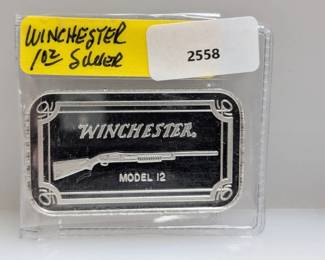 WINCHESTER
1oz SILVER
2558
WINCHESTER®
MODEL 12